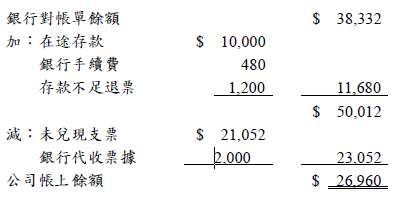 銀行對帳單餘額 $ 38,332
加：在途存款 $ 10,000
銀行手續費 480
存款不足退票 1,200 11,680
$ 50,012
減：未兌現支票 $ 21,052
銀行代收票據 2,000 23,052
公司帳上餘額 $ 26,960